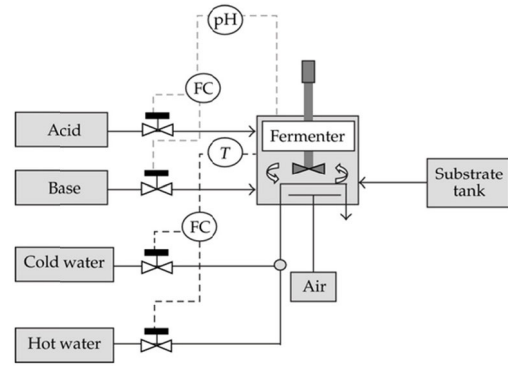 pH
FC
Acid
Fermenter
T
Base
Substrate
tank
FC
Cold water
Air
Hot water